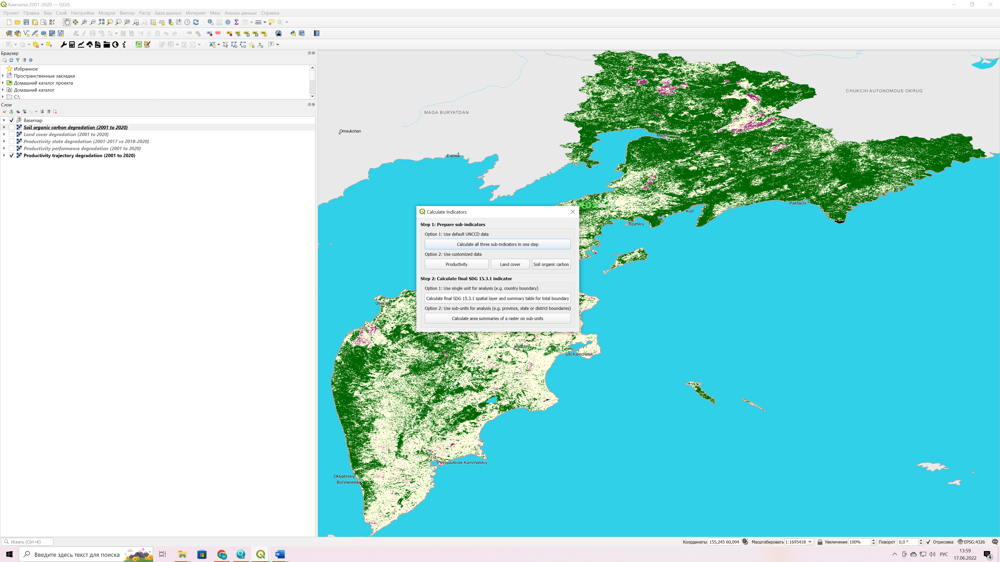 Камчатка 2001-2020 — QGIS
Проект Правка Вид Слой Настройки Модули Вектор Растр База данных Интернет Меш Анализ данных Справка
Браузер
Избранное
Пространственные закладки
Домашний каталог проекта
Домашний каталог
C:\
Слои
Basemap
Soil organic carbon degradation (2001 to 2020)
Land cover degradation (2001 to 2020)
Productivity state degradation (2001-2017 vs 2018-2020)
Productivity performance degradation (2001 to 2020)
Productivity trajectory degradation (2001 to 2020)
CHUKCHI AUTONOMOUS OKRUG
MAGA BURYATDAN
Omsukchan
Manily
Evensk
Pakhachi
Korf
Tpyrskiy
Calculate Indicators
Step 1: Prepare sub-indicators
Option 1: Use default UNCCD data
Calculate all three sub-indicators in one step
Option 2: Use customized data
Productivity Land cover Soil organic carbon
Step 2: Calculate final SDG 15.3.1 indicator
Option 1: Use single unit for analysis (e.g. country boundary)
Calculate final SDG 15.3.1 spatial layer and summary table for total boundary
Option 2: Use sub-units for analysis (e.g. province, state or district boundaries)
Calculate area summaries of a raster on sub-units
Utkholok
Klyuchi
Ust Kamchatsk
Petropavlovsk Kamchatskiy
Oktyabrskiy
Bol'sheretsk
Искать (Ctrl+K)
Координаты 155,245 60,094 Масштабировать 1:1695418 Увеличение 100% Поворот 0,0 ° Отрисовка EPSG:4326
Введите здесь текст для поиска
РУС
13:59
17.06.2022
4